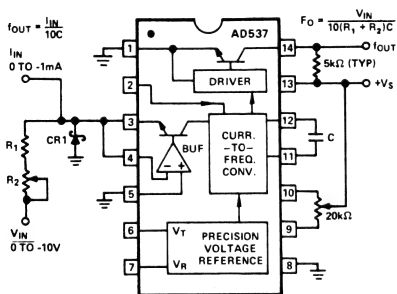 fOUT = IIN / 10C
IIN
0 TO -1mA
R1
R2
VIN
0 TO -10V
CR1
AD537
1
2
3
4
5
6
7
14
13
12
11
10
9
8
DRIVER
BUF
- +
CURR.
-TO-
FREQ.
CONV.
VT
VR
PRECISION
VOLTAGE
REFERENCE
FO = VIN / 10(R1 + R2)C
fOUT
5kΩ (TYP)
+VS
C
20kΩ